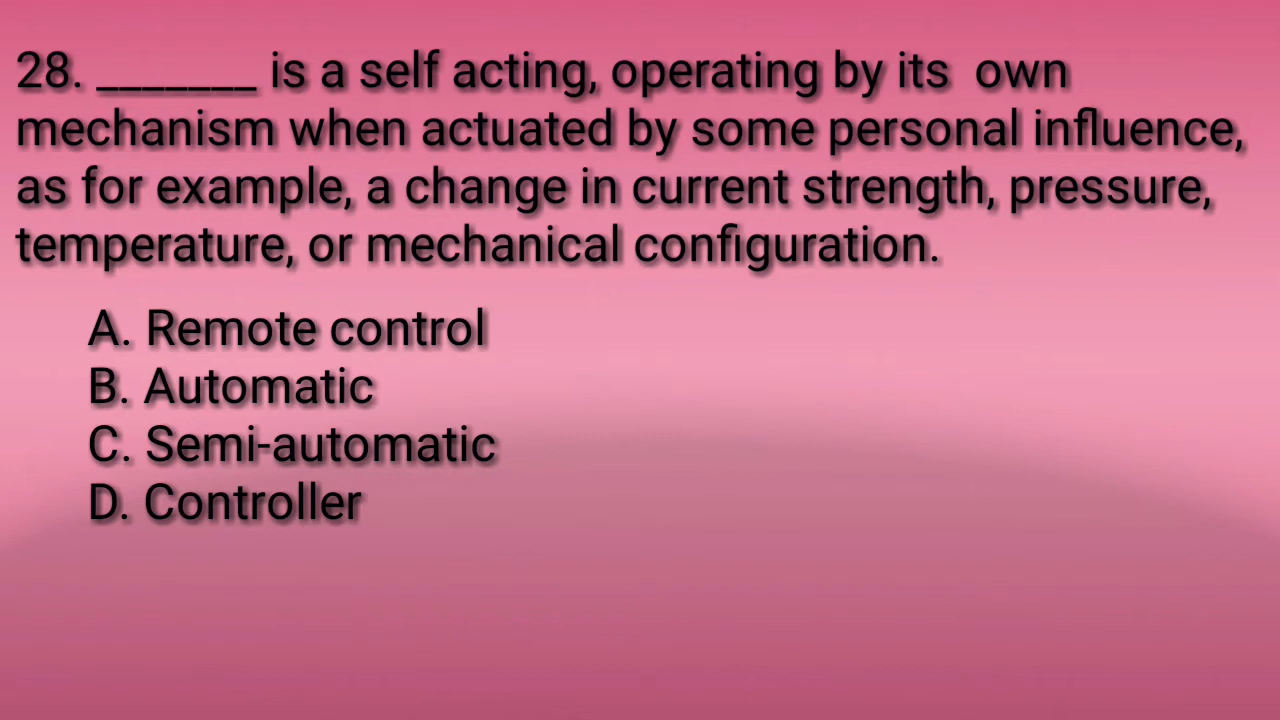 28. _______ is a self acting, operating by its  own
mechanism when actuated by some personal influence,
as for example, a change in current strength, pressure,
temperature, or mechanical configuration.
A. Remote control
B. Automatic
C. Semi-automatic
D. Controller